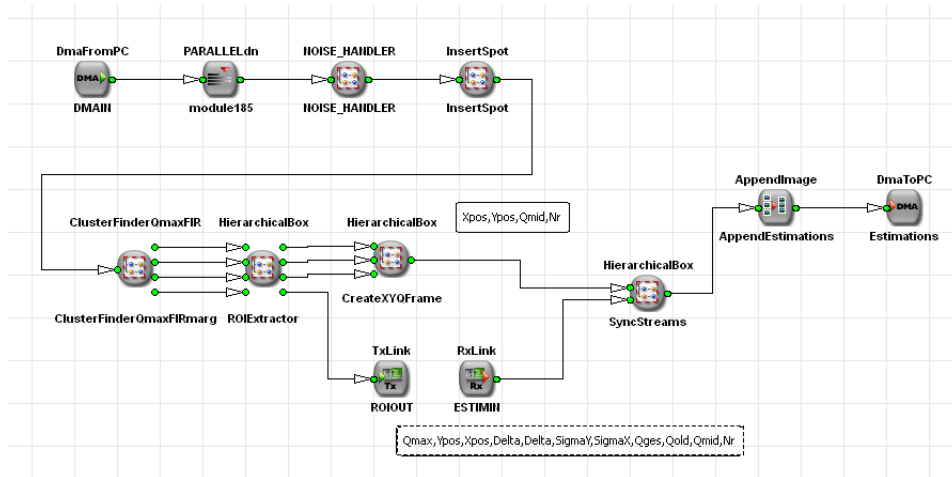 DmaFromPC
PARALLELdn
NOISE_HANDLER
InsertSpot
DMA
DMAIN
module185
NOISE_HANDLER
InsertSpot
AppendImage
DmaToPC
DMA
AppendEstimations
Estimations
ClusterFinderQmaxFIR
HierarchicalBox
HierarchicalBox
Xpos,Ypos,Qmid,Nr
HierarchicalBox
CreateXYQFrame
ClusterFinderQmaxFIRmarg
ROIExtractor
SyncStreams
TxLink
RxLink
Tx
Rx
ROIOUT
ESTIMIN
Qmax,Ypos,Xpos,Delta,Delta,SigmaY,SigmaX,Qges,Qold,Qmid,Nr